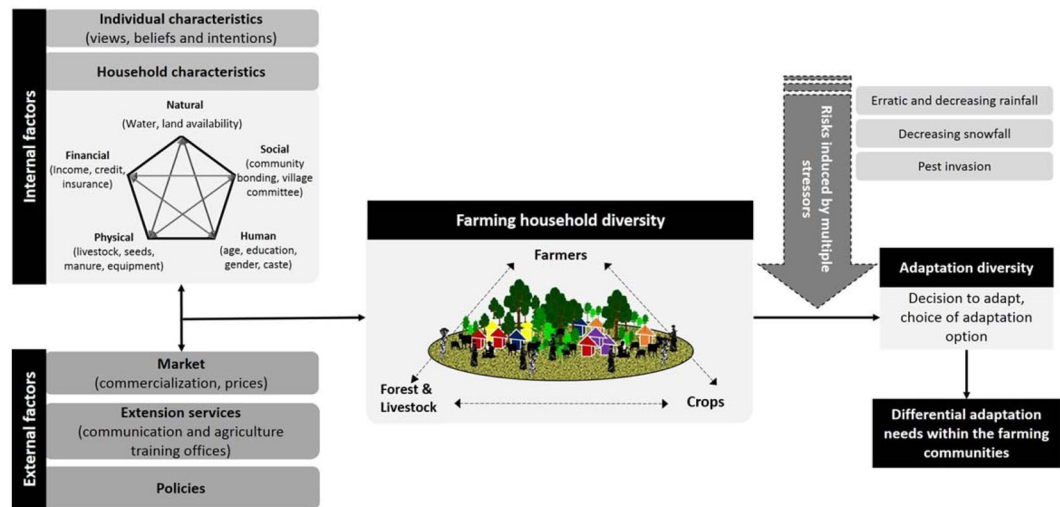 Internal factors
Individual characteristics
(views, beliefs and intentions)
Household characteristics
Natural
(Water, land availability)
Financial
(Income, credit,
insurance)
Social
(community
bonding, village
committee)
Physical
(livestock, seeds,
manure, equipment)
Human
(age, education,
gender, caste)
External factors
Market
(commercialization, prices)
Extension services
(communication and agriculture
training offices)
Policies
Farming household diversity
Farmers
Forest &
Livestock
Crops
Risks induced by multiple
stressors
Erratic and decreasing rainfall
Decreasing snowfall
Pest invasion
Adaptation diversity
Decision to adapt,
choice of adaptation
option
Differential adaptation
needs within the farming
communities